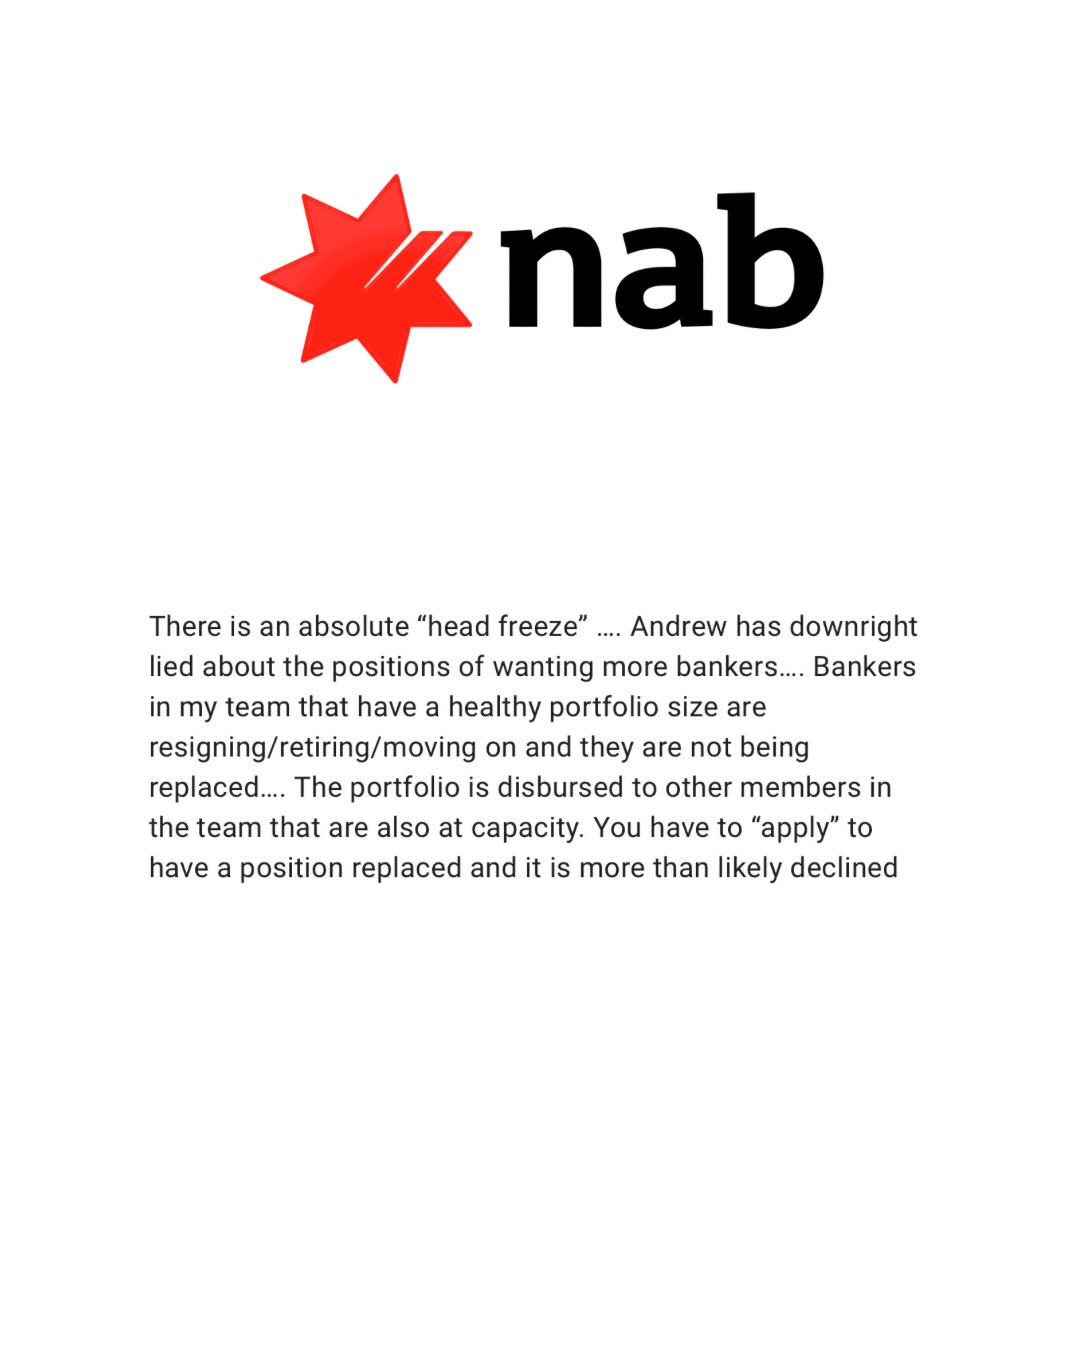 nab
There is an absolute “head freeze” .... Andrew has downright
lied about the positions of wanting more bankers.... Bankers
in my team that have a healthy portfolio size are
resigning/retiring/moving on and they are not being
replaced.... The portfolio is disbursed to other members in
the team that are also at capacity. You have to “apply” to
have a position replaced and it is more than likely declined